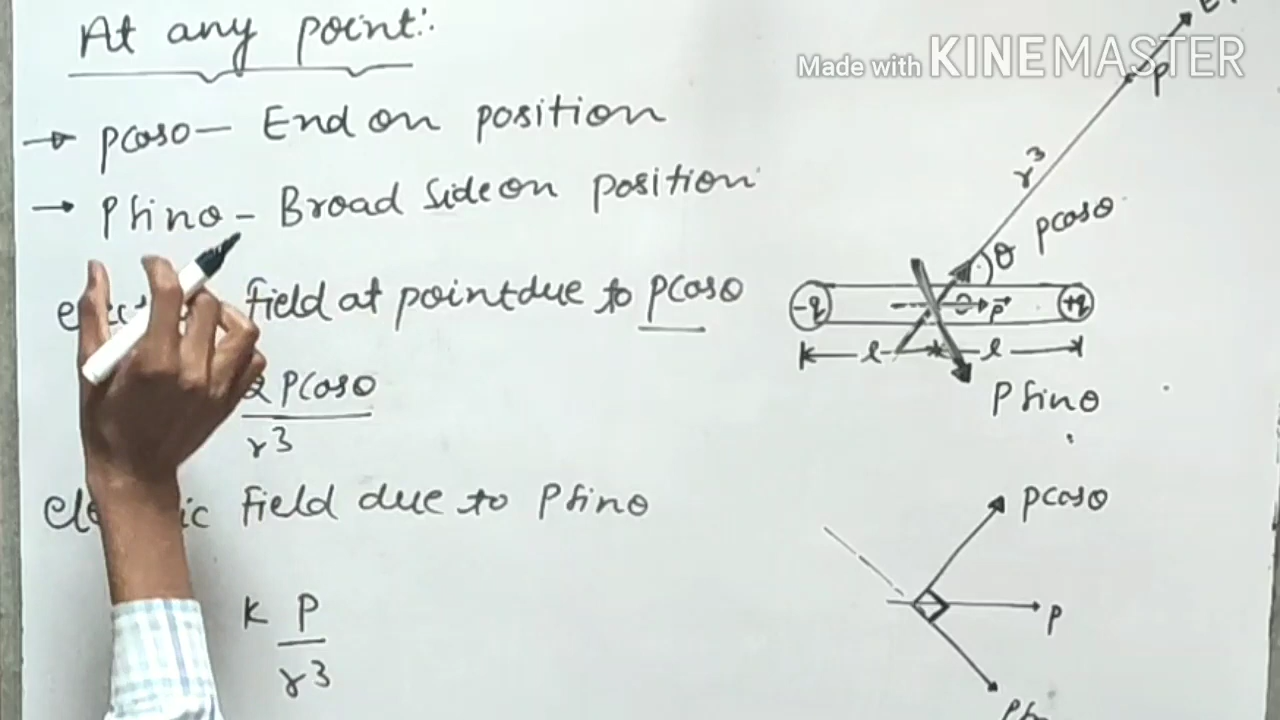 At any point:
Made with KINEMASTER
→ pcosθ — End on position
→ Psinθ - Broad Side on position
field at point due to pcosθ
2 Pcosθ
r3
field due to Psinθ
K P
r3
P
r3
pcosθ
θ
-q
P
+q
l
l
Psinθ
pcosθ
P